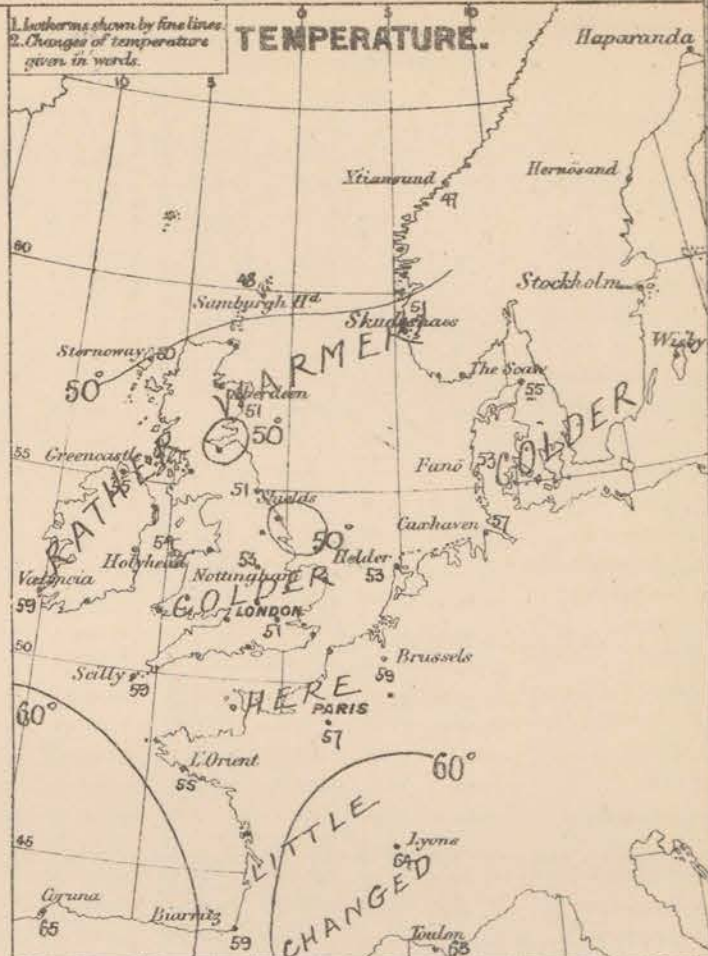 1. Isotherms shown by fine lines.
2. Changes of temperature
given in words.
TEMPERATURE.
0 5 10
10 5
Haparanda
Xtiansund
47
Hernösand
60
48
Sumburgh Hd
51
Skudesnaes
Stockholm
Wisby
Stornoway
50
50°
Aberdeen
51
WARMER
The Scaw
55
50°
55
Greencastle
RATHER
51
Shields
Fanö
53
COLDER
50°
Cuxhaven
57
54
Holyhead
53
Nottingham
Helder
53
Valencia
59
COLDER
LONDON
51
50
Scilly
59
Brussels
59
HERE
PARIS
57
60°
L'Orient
55
60°
LITTLE
CHANGED
45
Lyons
64
Coruna
65
Biarritz
59
Toulon
68